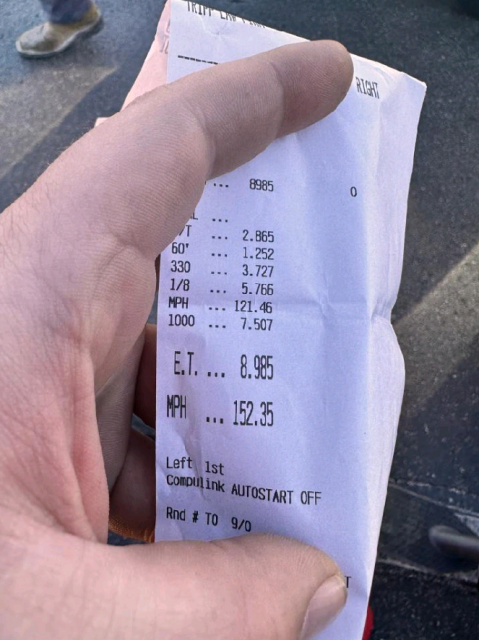 RIGHT
... 8985 0
...
... 2.865
60' ... 1.252
330 ... 3.727
1/8 ... 5.766
MPH ... 121.46
1000 ... 7.507
E.T. ... 8.985
MPH ... 152.35
Left 1st
Compulink AUTOSTART OFF
Rnd # T0 9/0